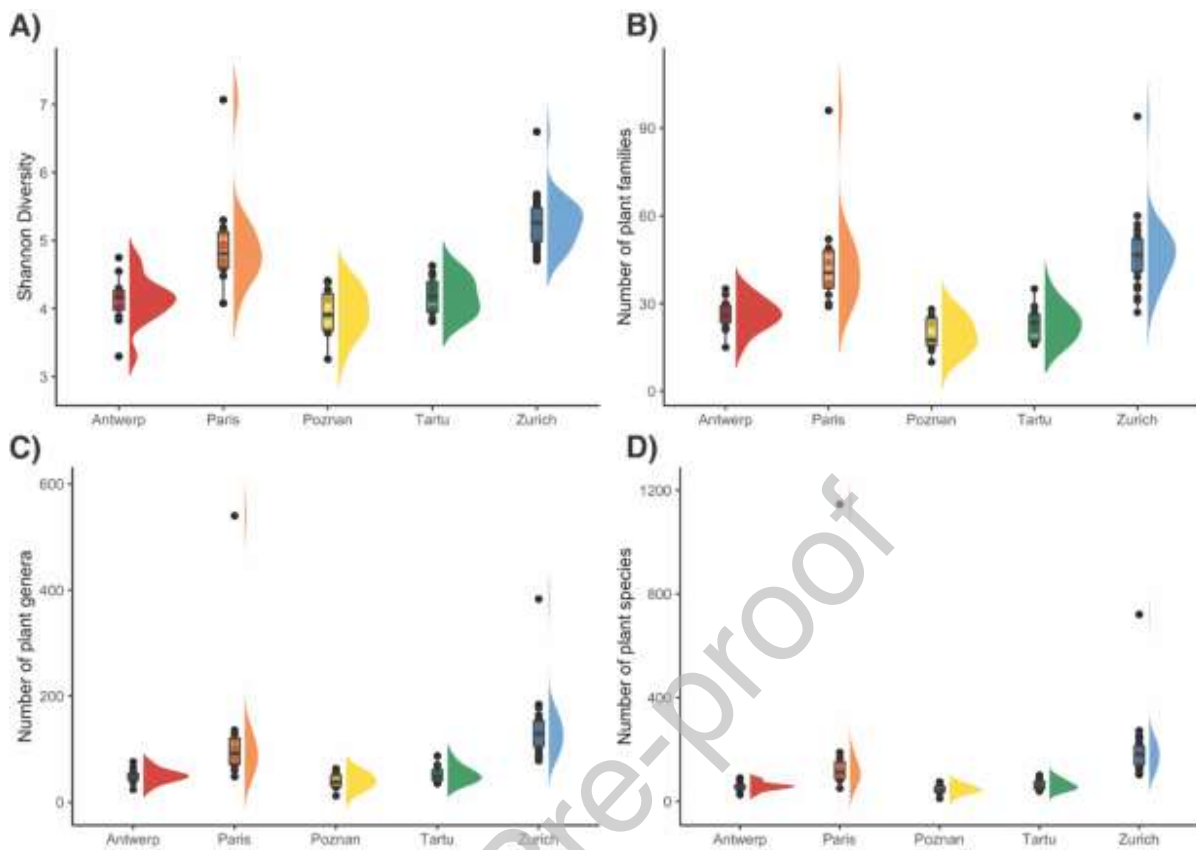 A)
Shannon Diversity
7
6
5
4
3
Antwerp Paris Poznan Tartu Zurich
B)
Number of plant families
90
60
30
0
Antwerp Paris Poznan Tartu Zurich
C)
Number of plant genera
600
400
200
0
Antwerp Paris Poznan Tartu Zurich
D)
Number of plant species
1200
800
400
0
Antwerp Paris Poznan Tartu Zurich
Pre-proof